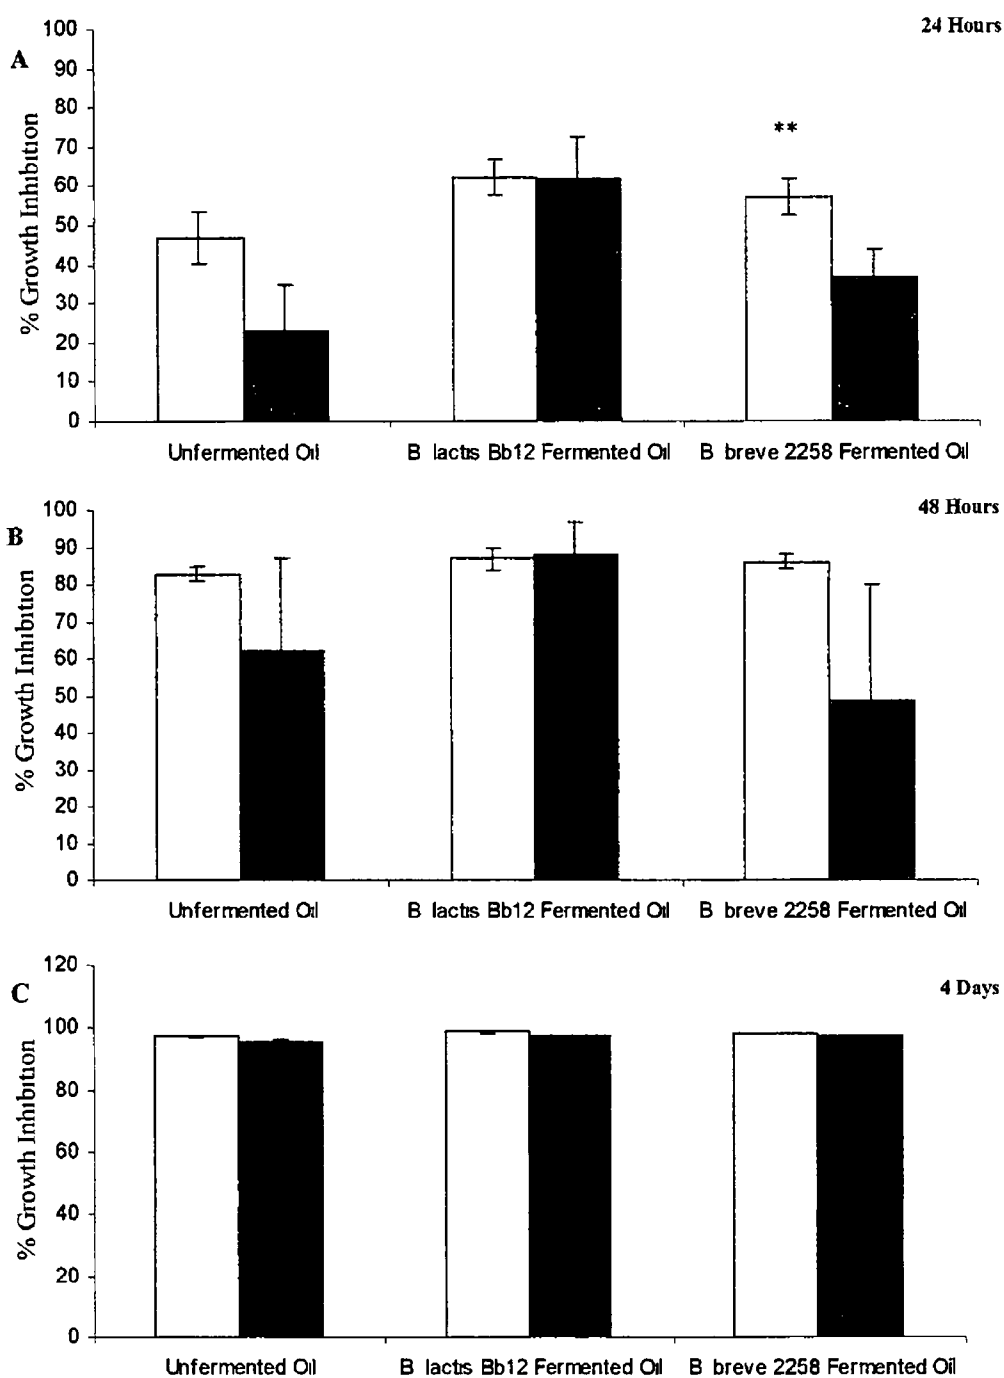 24 Hours
A
% Growth Inhibition
100
90
80
70
60
50
40
30
20
10
0
**
Unfermented Oil
B lactis Bb12 Fermented Oil
B breve 2258 Fermented Oil
48 Hours
B
% Growth Inhibition
100
90
80
70
60
50
40
30
20
10
0
Unfermented Oil
B lactis Bb12 Fermented Oil
B breve 2258 Fermented Oil
4 Days
C
% Growth Inhibition
120
100
80
60
40
20
0
Unfermented Oil
B lactis Bb12 Fermented Oil
B breve 2258 Fermented Oil